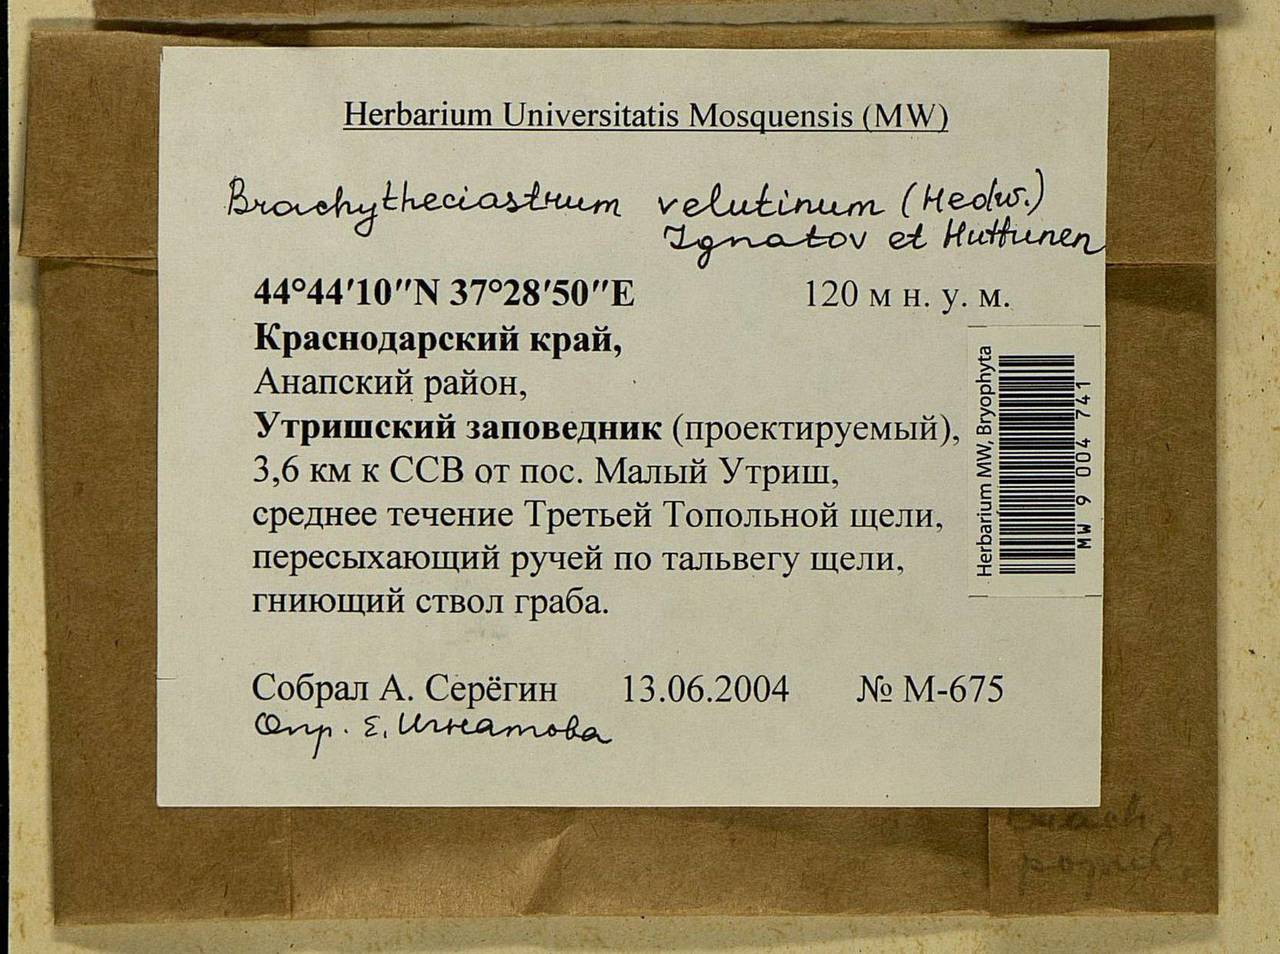 Herbarium Universitatis Mosquensis (MW)
Brachytheciastrum velutinum (Hedw.)
Ignatov et Huttunen
44°44′10″N 37°28′50″E 120 м н. у. м.
Краснодарский край,
Анапский район,
Утришский заповедник (проектируемый),
3,6 км к ССВ от пос. Малый Утриш,
среднее течение Третьей Топольной щели,
пересыхающий ручей по тальвегу щели,
гниющий ствол граба.
Herbarium MW, Bryophyta
MW 9 004 741
Собрал А. Серёгин 13.06.2004 № М-675
Опр. Е. Игнатова
Brach.
popul.